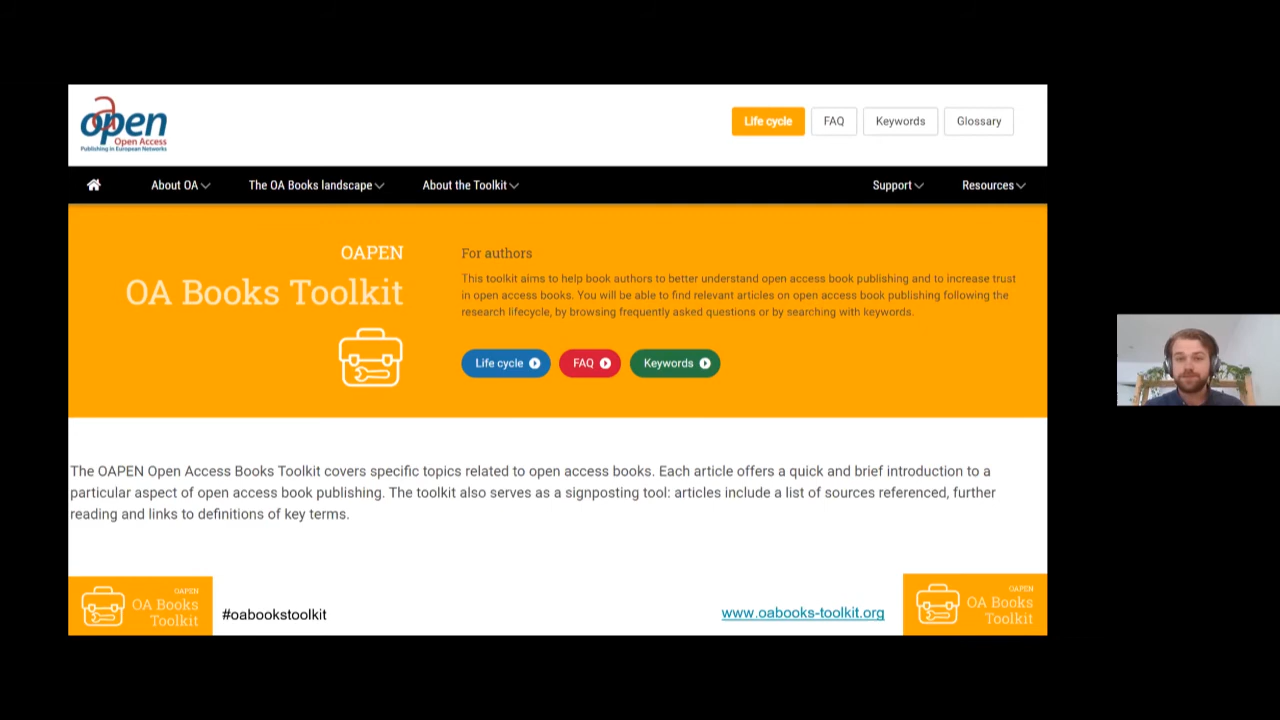 open
Open Access
Publishing in European Networks
Life cycle
FAQ
Keywords
Glossary
About OA
The OA Books landscape
About the Toolkit
Support
Resources
OAPEN
OA Books Toolkit
For authors
This toolkit aims to help book authors to better understand open access book publishing and to increase trust
in open access books. You will be able to find relevant articles on open access book publishing following the
research lifecycle, by browsing frequently asked questions or by searching with keywords.
Life cycle
FAQ
Keywords
The OAPEN Open Access Books Toolkit covers specific topics related to open access books. Each article offers a quick and brief introduction to a
particular aspect of open access book publishing. The toolkit also serves as a signposting tool: articles include a list of sources referenced, further
reading and links to definitions of key terms.
OAPEN
OA Books
Toolkit
#oabookstoolkit
www.oabooks-toolkit.org
OAPEN
OA Books
Toolkit